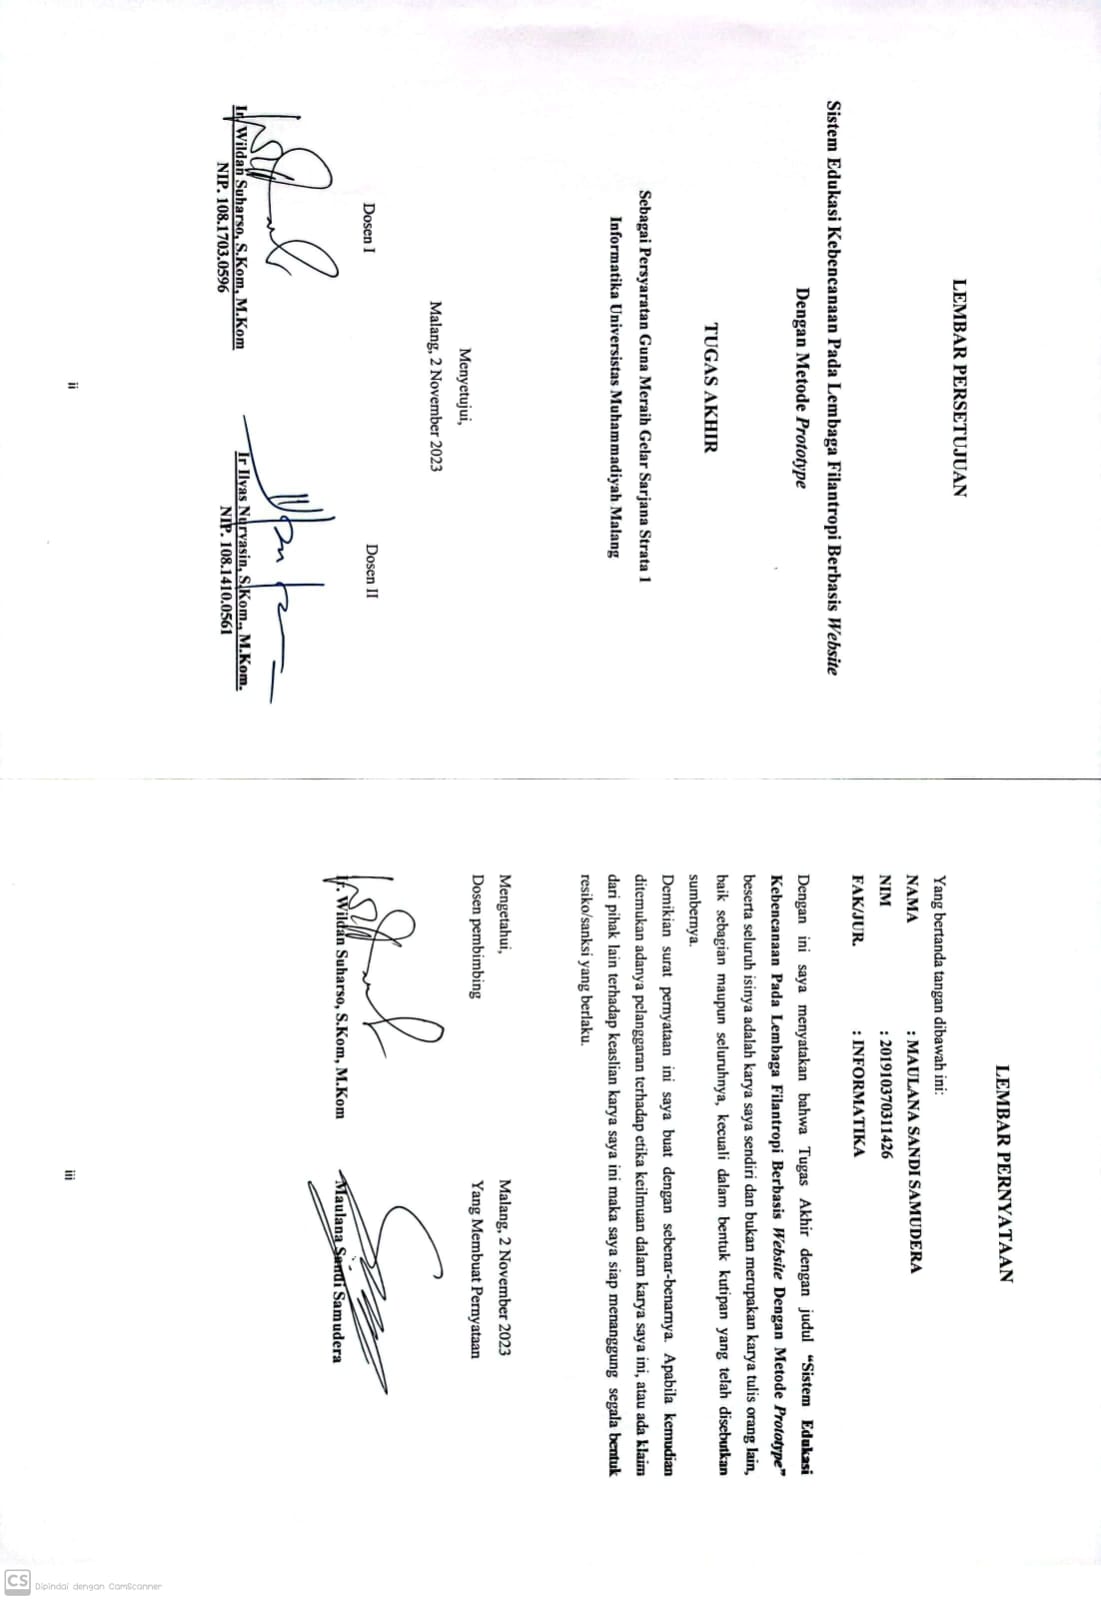 LEMBAR PERSETUJUAN
Sistem Edukasi Kebencanaan Pada Lembaga Filantropi Berbasis Website
Dengan Metode Prototype
TUGAS AKHIR
Sebagai Persyaratan Guna Meraih Gelar Sarjana Strata 1
Informatika Universistas Muhammadiyah Malang
Menyetujui,
Malang, 2 November 2023
Dosen I
Dosen II
Ir. Wildan Suharso, S.Kom, M.Kom
NIP. 108.1703.0596
Ir Ilyas Nuryasin, S.Kom., M.Kom.
NIP. 108.1410.0561
ii
LEMBAR PERNYATAAN
Yang bertanda tangan dibawah ini:
NAMA : MAULANA SANDI SAMUDERA
NIM : 201910370311426
FAK/JUR. : INFORMATIKA
Dengan ini saya menyatakan bahwa Tugas Akhir dengan judul “Sistem Edukasi
Kebencanaan Pada Lembaga Filantropi Berbasis Website Dengan Metode Prototype”
beserta seluruh isinya adalah karya saya sendiri dan bukan merupakan karya tulis orang lain,
baik sebagian maupun seluruhnya, kecuali dalam bentuk kutipan yang telah disebutkan
sumbernya.
Demikian surat pernyataan ini saya buat dengan sebenar-benarnya. Apabila kemudian
ditemukan adanya pelanggaran terhadap etika keilmuan dalam karya saya ini, atau ada klaim
dari pihak lain terhadap keaslian karya saya ini maka saya siap menanggung segala bentuk
resiko/sanksi yang berlaku.
Mengetahui,
Dosen pembimbing
Malang, 2 November 2023
Yang Membuat Pernyataan
Ir. Wildan Suharso, S.Kom, M.Kom
Maulana Sandi Samudera
iii
CS Dipindai dengan CamScanner